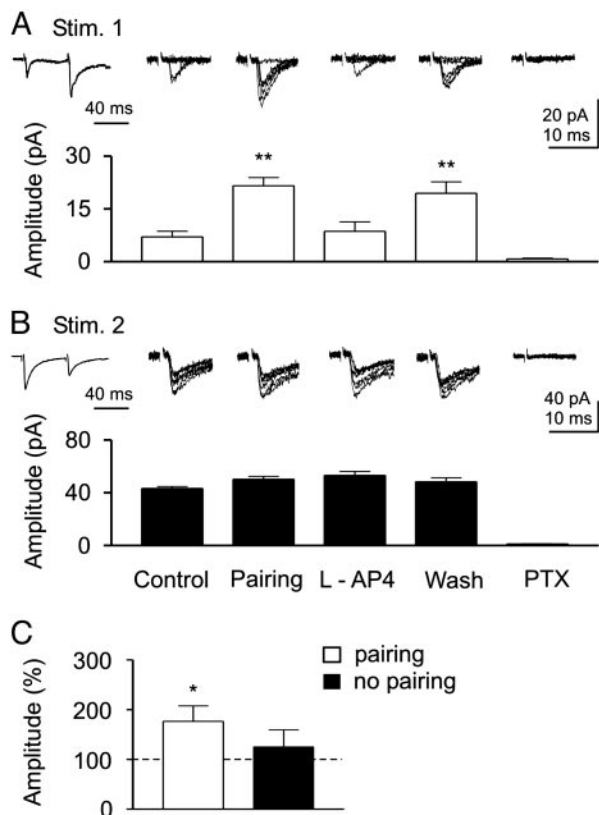 A Stim. 1
40 ms
20 pA
10 ms
Amplitude (pA)
30
15
0
** **
B Stim. 2
40 ms
40 pA
10 ms
Amplitude (pA)
80
40
0
Control Pairing L - AP4 Wash PTX
C
Amplitude (%)
300
200
100
0
*
pairing
no pairing